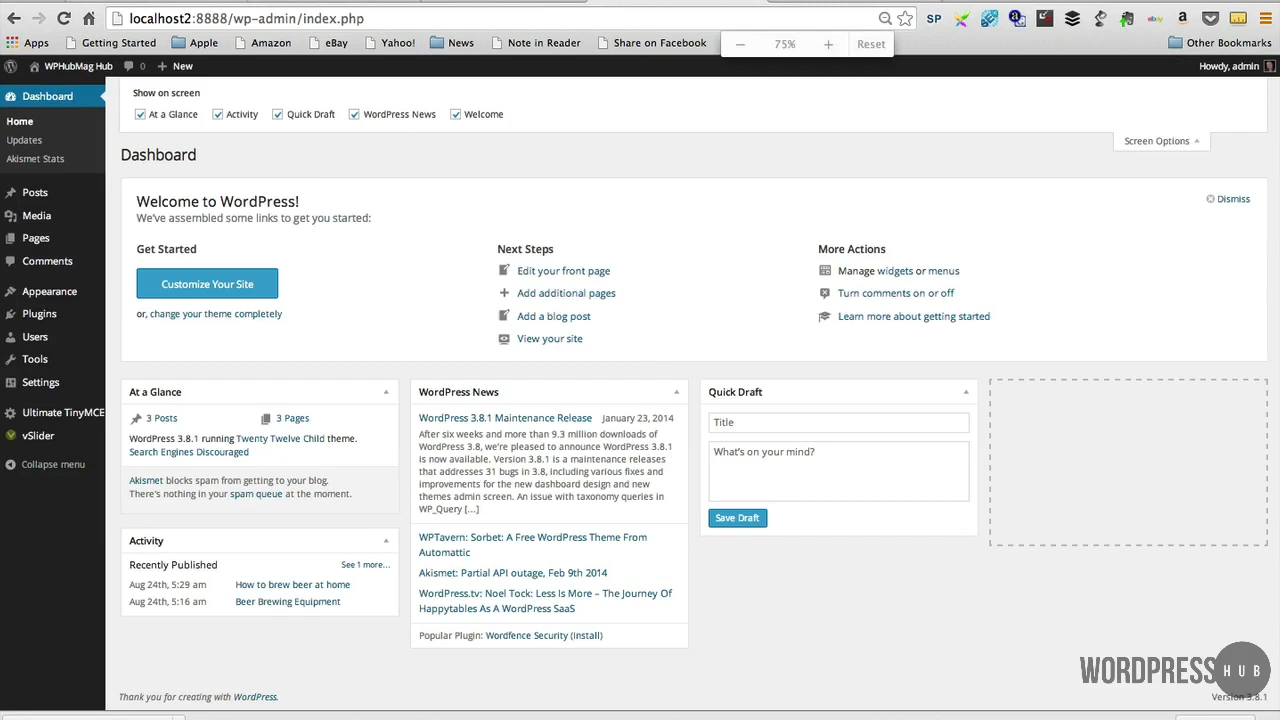 localhost2:8888/wp-admin/index.php
SP
ebay
a
Apps
Getting Started
Apple
Amazon
eBay
Yahoo!
News
Note in Reader
Share on Facebook
75%
Reset
Other Bookmarks
WPHubMag Hub
0
New
Howdy, admin
Dashboard
Home
Updates
Akismet Stats
Posts
Media
Pages
Comments
Appearance
Plugins
Users
Tools
Settings
Ultimate TinyMCE
vSlider
Collapse menu
Show on screen
At a Glance
Activity
Quick Draft
WordPress News
Welcome
Screen Options
Dashboard
Welcome to WordPress!
We've assembled some links to get you started:
Dismiss
Get Started
Customize Your Site
or, change your theme completely
Next Steps
Edit your front page
Add additional pages
Add a blog post
View your site
More Actions
Manage widgets or menus
Turn comments on or off
Learn more about getting started
At a Glance
3 Posts
3 Pages
WordPress 3.8.1 running Twenty Twelve Child theme.
Search Engines Discouraged
Akismet blocks spam from getting to your blog.
There's nothing in your spam queue at the moment.
Activity
Recently Published
See 1 more...
Aug 24th, 5:29 am How to brew beer at home
Aug 24th, 5:16 am Beer Brewing Equipment
WordPress News
WordPress 3.8.1 Maintenance Release January 23, 2014
After six weeks and more than 9.3 million downloads of
WordPress 3.8, we're pleased to announce WordPress 3.8.1
is now available. Version 3.8.1 is a maintenance releases
that addresses 31 bugs in 3.8, including various fixes and
improvements for the new dashboard design and new
themes admin screen. An issue with taxonomy queries in
WP_Query [...]
WPTavern: Sorbet: A Free WordPress Theme From
Automattic
Akismet: Partial API outage, Feb 9th 2014
WordPress.tv: Noel Tock: Less Is More – The Journey Of
Happytables As A WordPress SaaS
Popular Plugin: Wordfence Security (Install)
Quick Draft
Title
What's on your mind?
Save Draft
Thank you for creating with WordPress.
WORDPRESS HUB
Version 3.8.1